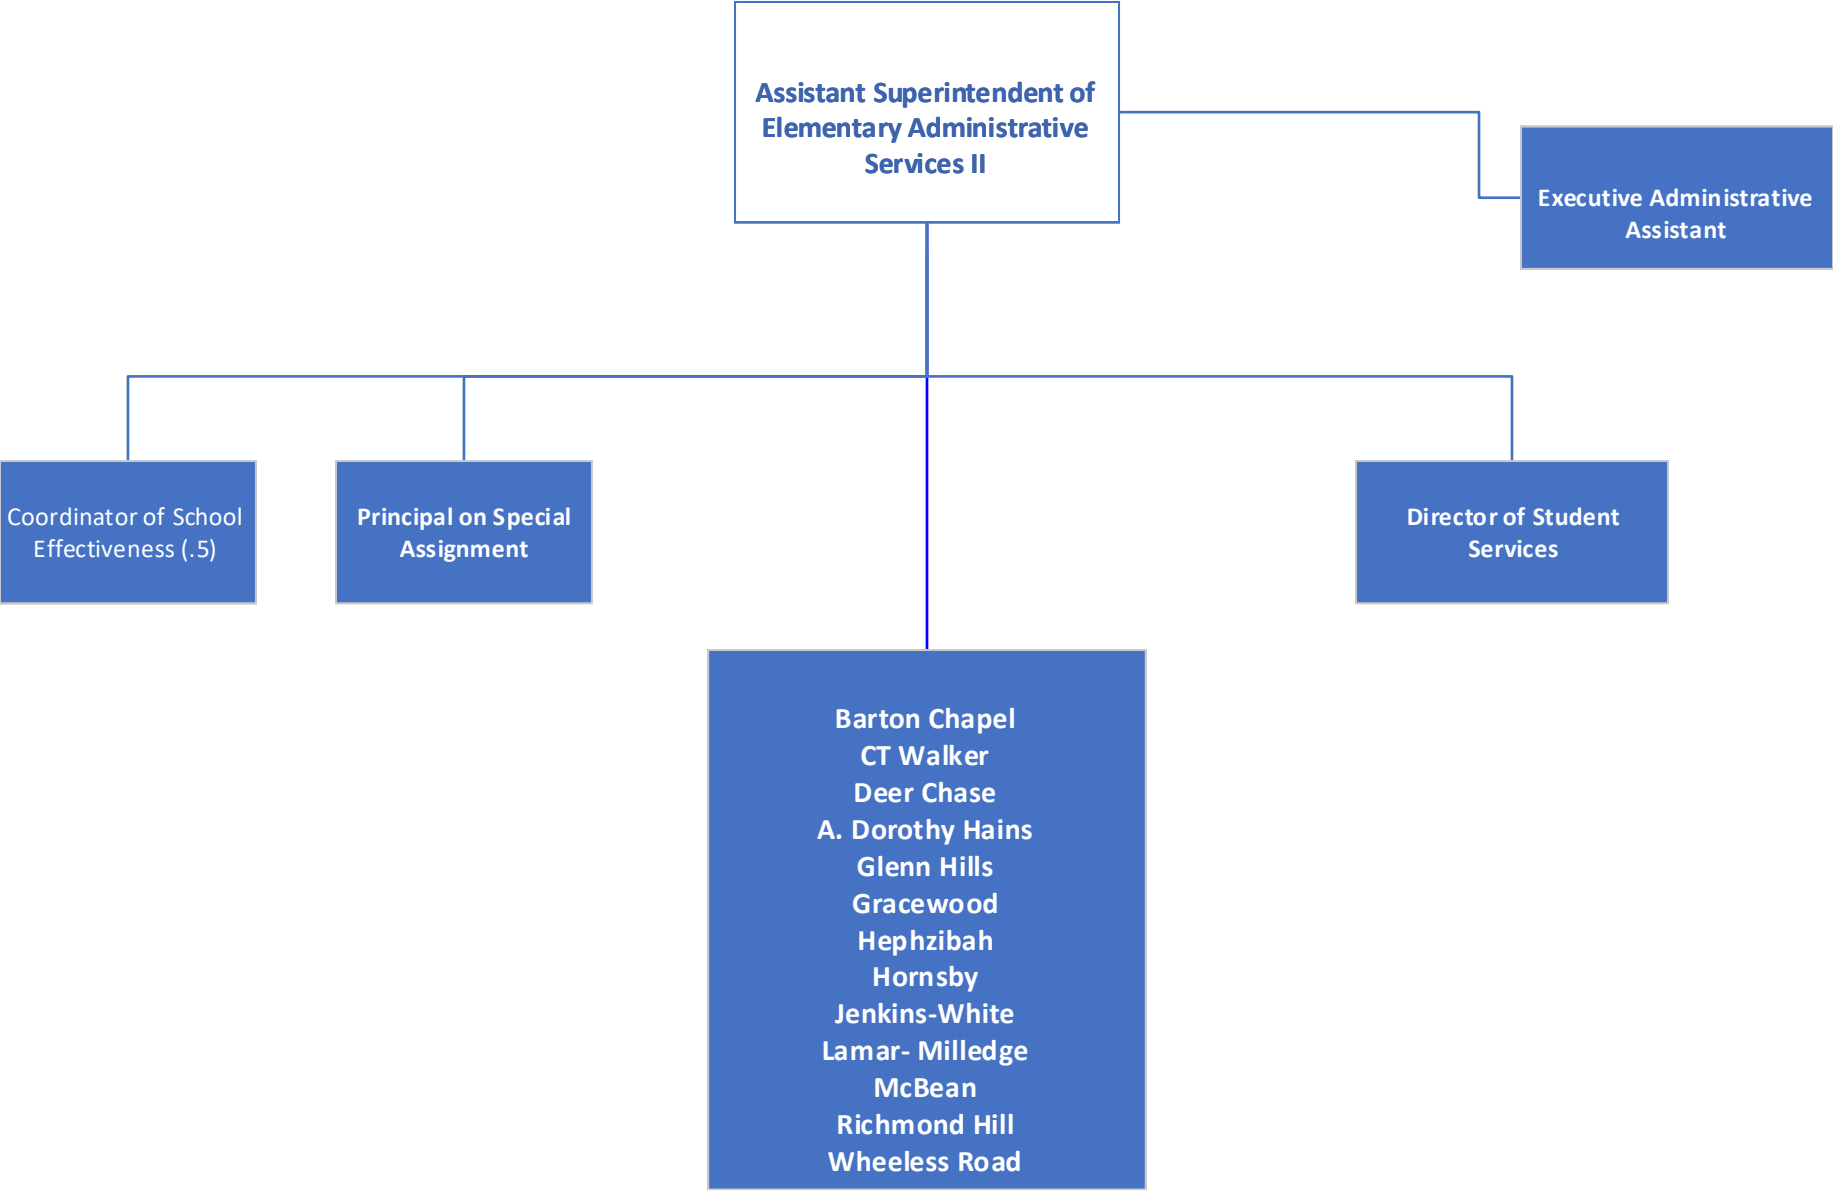 Assistant Superintendent of
Elementary Administrative
Services II
Executive Administrative
Assistant
Coordinator of School
Effectiveness (.5)
Principal on Special
Assignment
Director of Student
Services
Barton Chapel
CT Walker
Deer Chase
A. Dorothy Hains
Glenn Hills
Gracewood
Hephzibah
Hornsby
Jenkins-White
Lamar- Milledge
McBean
Richmond Hill
Wheeless Road